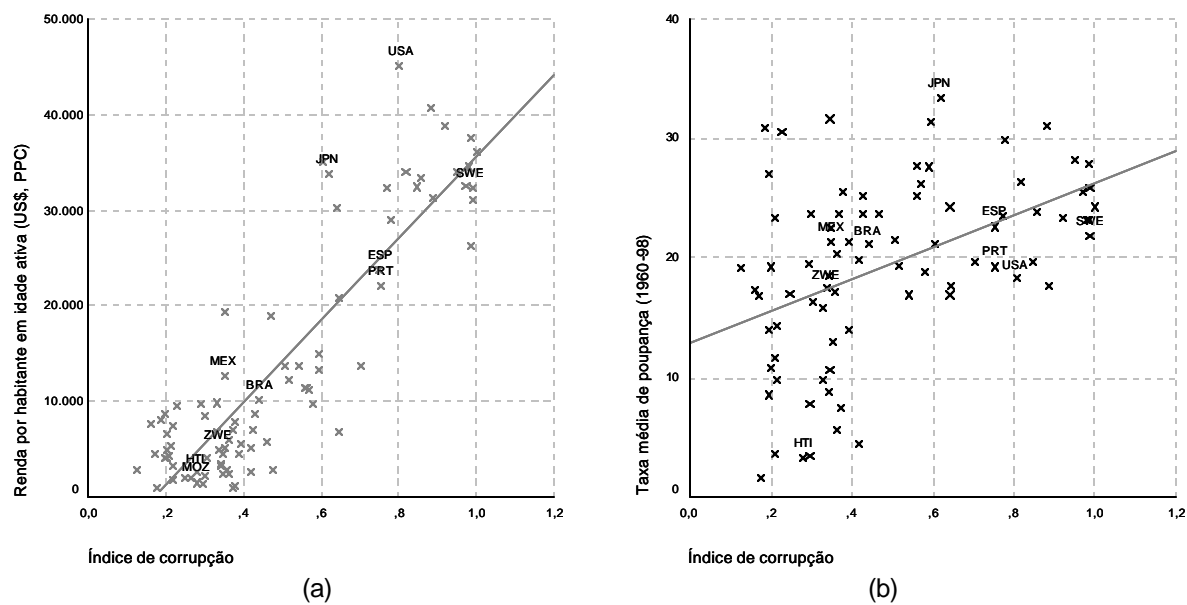 Renda por habitante em idade ativa (US$, PPC)
50.000
40.000
30.000
20.000
10.000
0
0,0
,2
,4
,6
,8
1,0
1,2
USA
JPN
SWE
ESP
PRT
MEX
BRA
ZWE
HTI
MOZ
Índice de corrupção
(a)
Taxa média de poupança (1960-98)
40
30
20
10
0
0,0
,2
,4
,6
,8
1,0
1,2
JPN
ESP
SWE
MEX
BRA
PRT
USA
ZWE
HTI
Índice de corrupção
(b)